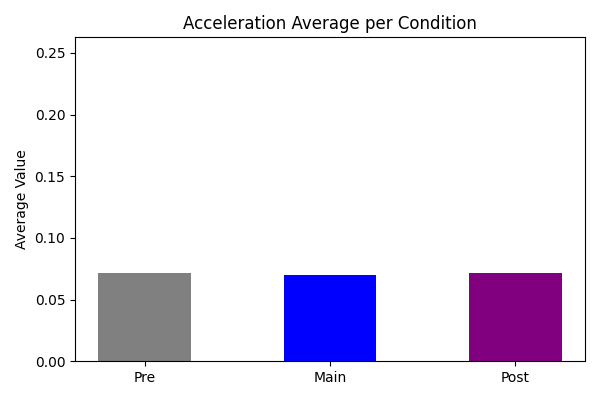 Acceleration Average per Condition
0.25
0.20
0.15
0.10
0.05
0.00
Average Value
Pre
Main
Post